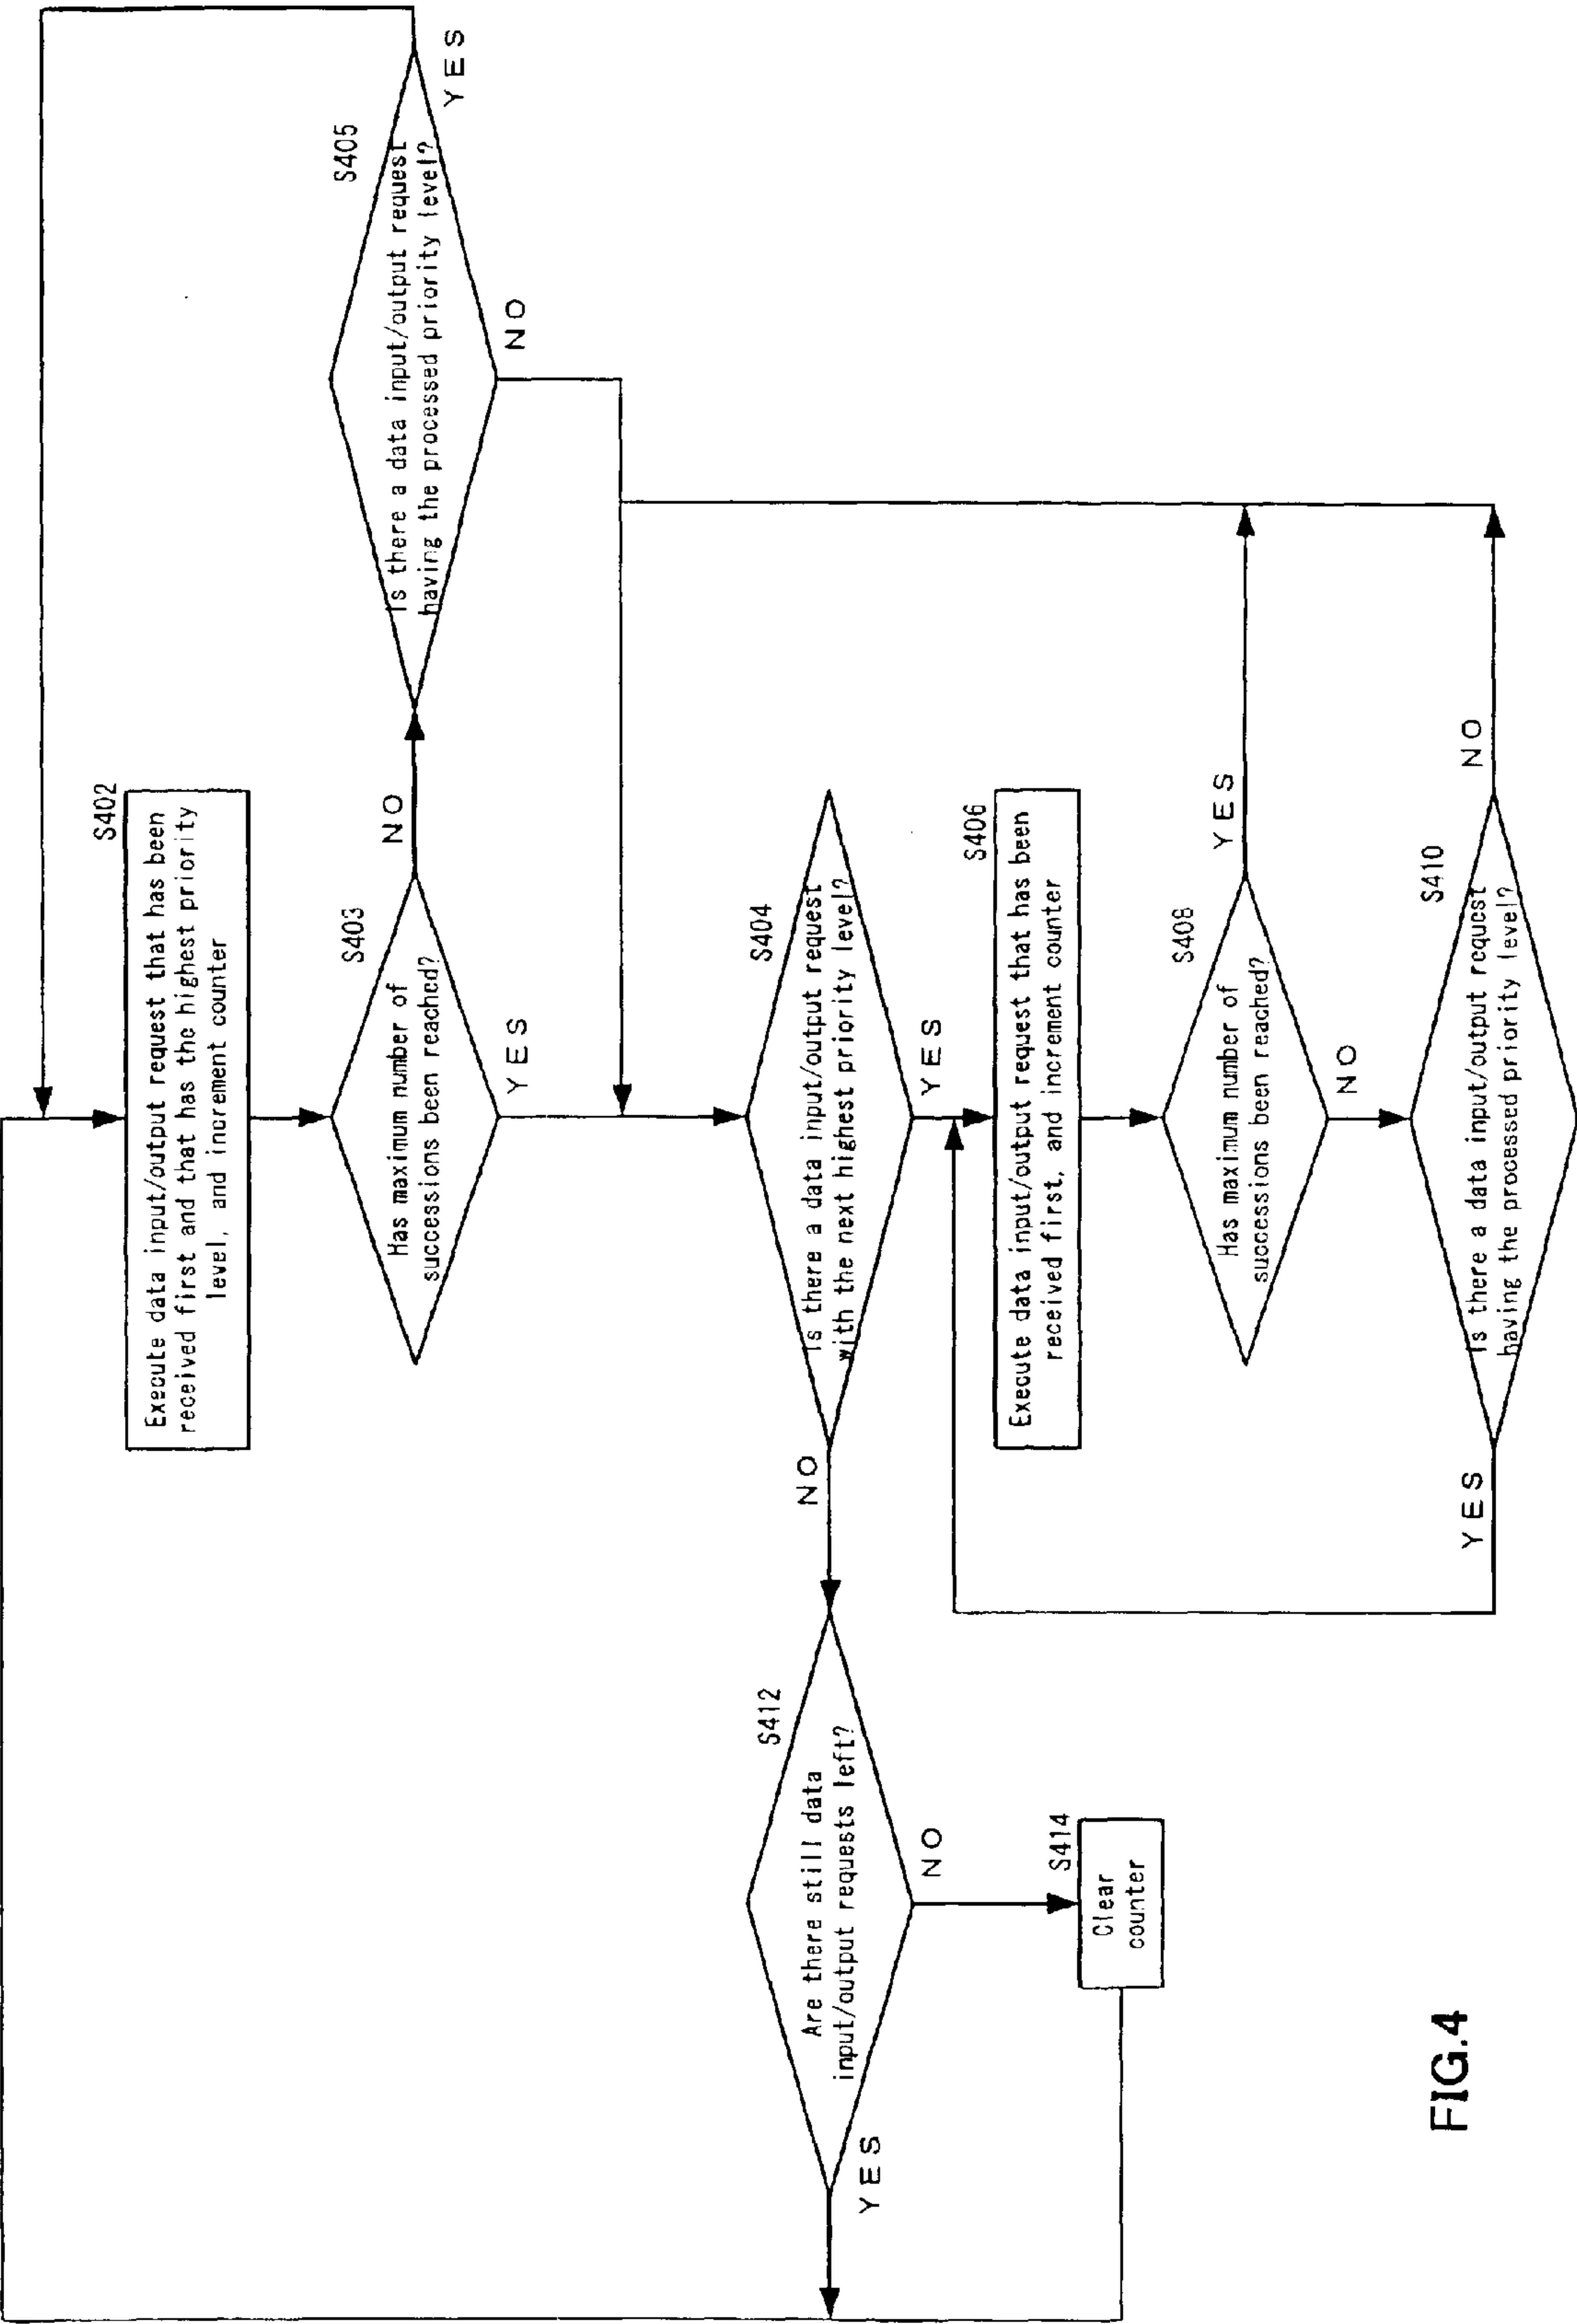 S402
Execute data input/output request that has been
received first and that has the highest priority
level, and increment counter
S403
Has maximum number of
successions been reached?
NO
YES
S405
Is there a data input/output request
having the processed priority level?
YES
NO
S404
Is there a data input/output request
with the next highest priority level?
NO
YES
S406
Execute data input/output request that has been
received first, and increment counter
S408
Has maximum number of
successions been reached?
YES
NO
S410
Is there a data input/output request
having the processed priority level?
YES
NO
S412
Are there still data
input/output requests left?
YES
NO
S414
Clear
counter
FIG.4